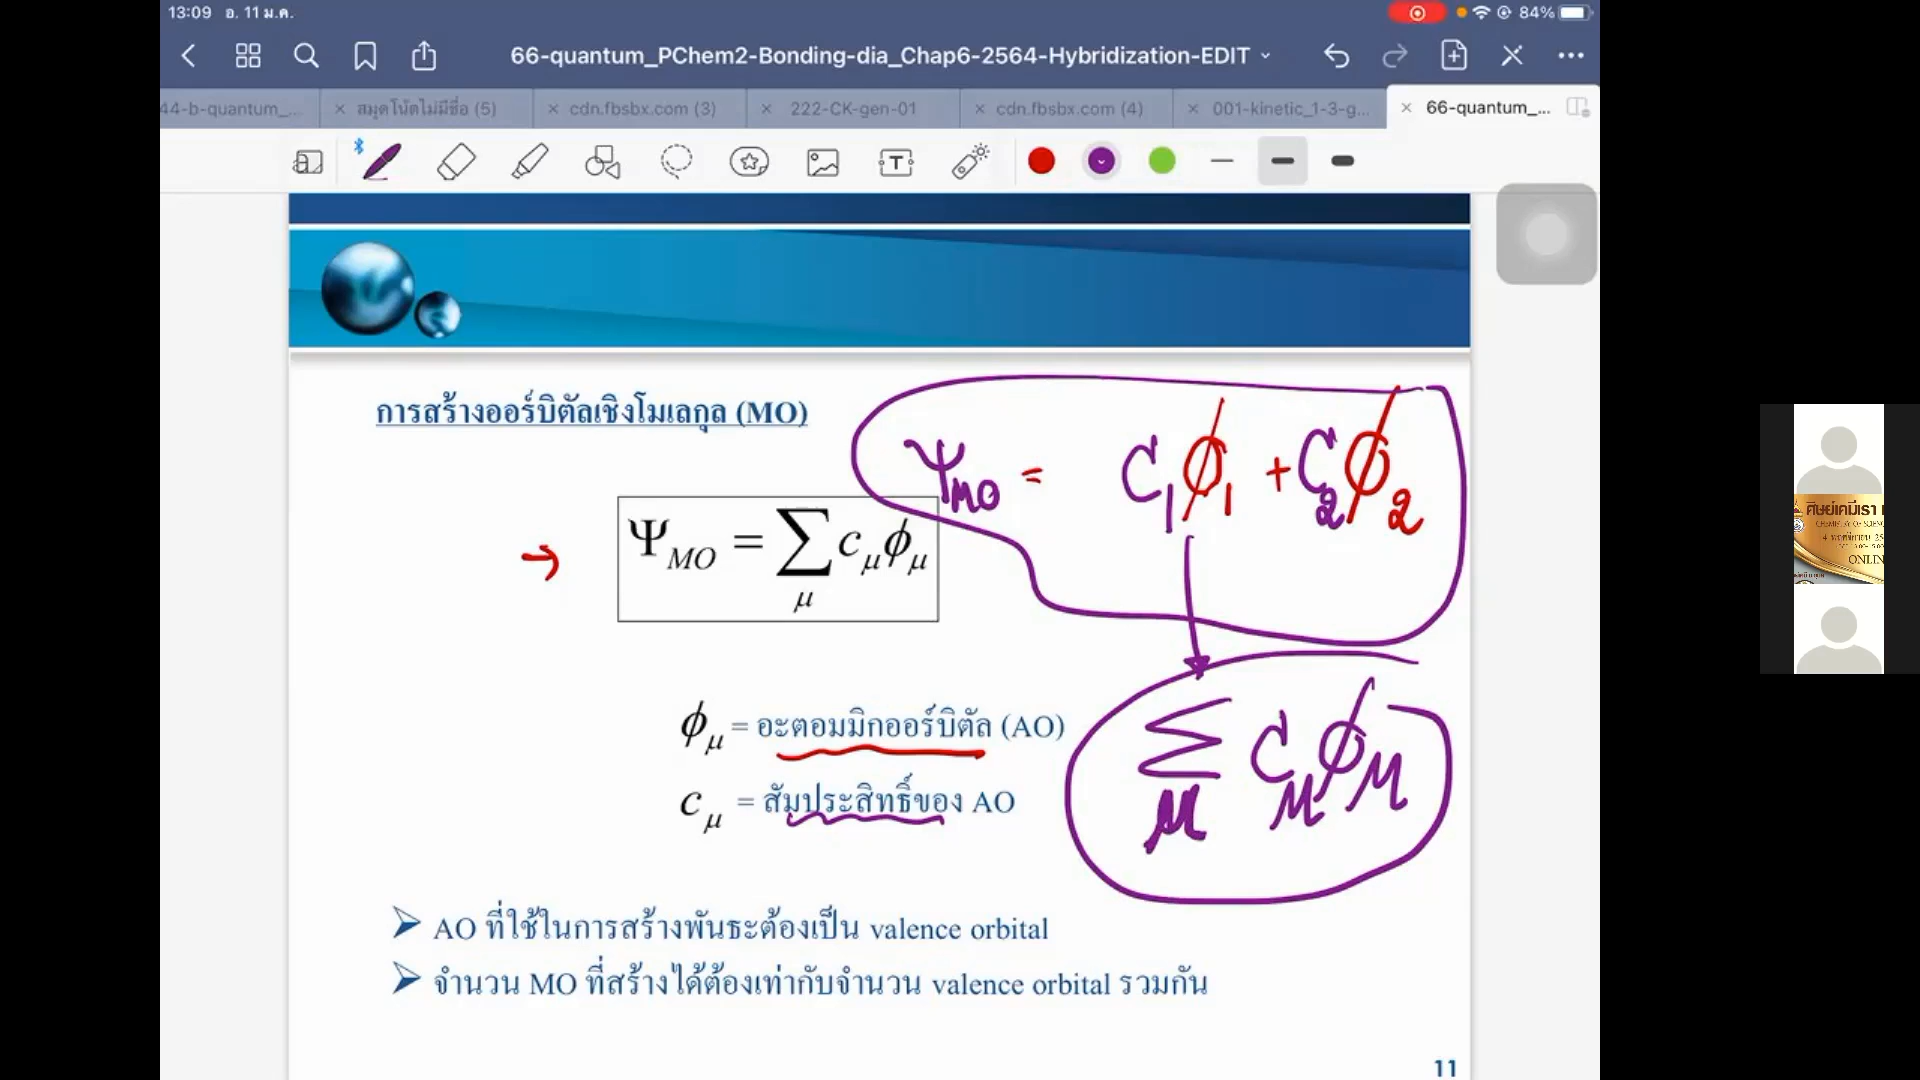 13:09 อ. 11 ม.ค.
84%
66-quantum_PChem2-Bonding-dia_Chap6-2564-Hybridization-EDIT
44-b-quantum_...
สมุดโน้ตไม่มีชื่อ (5)
cdn.fbsbx.com (3)
222-CK-gen-01
cdn.fbsbx.com (4)
001-kinetic_1-3-g...
66-quantum_...
การสร้างออร์บิตัลเชิงโมเลกุล (MO)
Ψ_MO = C₁ϕ₁ + C₂ϕ₂
→ Ψ_MO = ∑_μ c_μ ϕ_μ
ϕ_μ = อะตอมมิกออร์บิตัล (AO)
∑_μ C_μ ϕ_μ
c_μ = สัมประสิทธิ์ของ AO
➢ AO ที่ใช้ในการสร้างพันธะต้องเป็น valence orbital
➢ จำนวน MO ที่สร้างได้ต้องเท่ากับจำนวน valence orbital รวมกัน
11
ศิษย์เคมีเรา
ONLIN